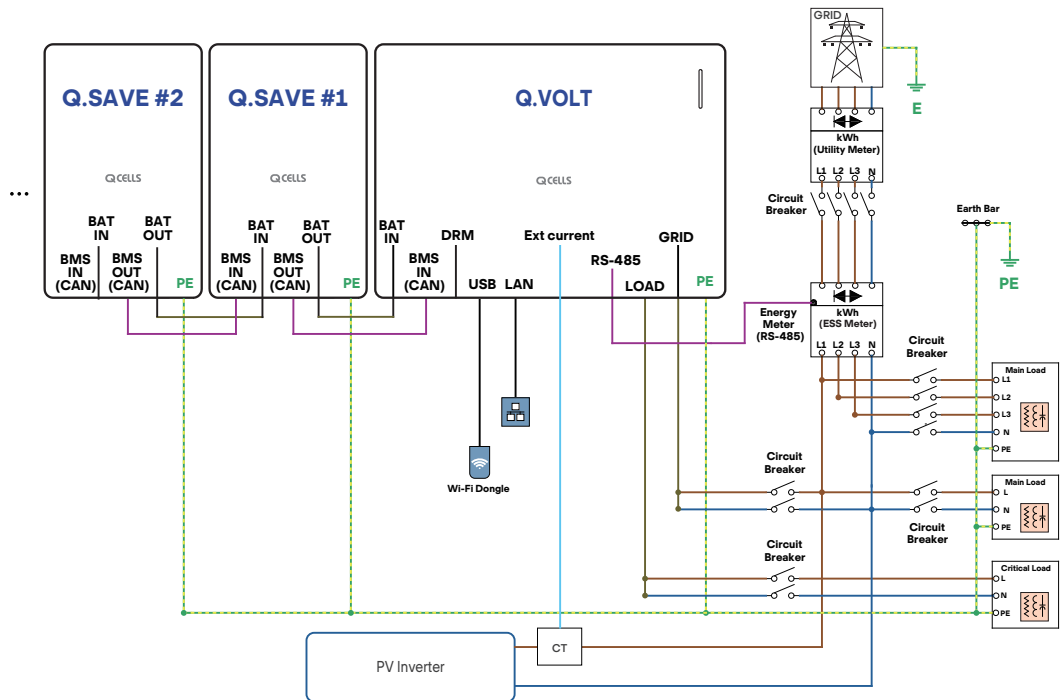 GRID
E
kWh
(Utility Meter)
L1 L2 L3 N
Circuit
Breaker
Q.SAVE #2
Q CELLS
BAT
IN
BAT
OUT
BMS
IN
(CAN)
BMS
OUT
(CAN)
PE
...
Q.SAVE #1
Q CELLS
BAT
IN
BAT
OUT
BMS
IN
(CAN)
BMS
OUT
(CAN)
PE
Q.VOLT
Q CELLS
BAT
IN
BMS
IN
(CAN)
DRM
USB LAN
Ext current
RS-485
LOAD
GRID
PE
Earth Bar
PE
Energy
Meter
(RS-485)
kWh
(ESS Meter)
L1 L2 L3 N
Circuit
Breaker
Main Load
L1
L2
L3
N
PE
Wi-Fi Dongle
Circuit
Breaker
Main Load
L
N
PE
Circuit
Breaker
Circuit
Breaker
Critical Load
L
N
PE
CT
PV Inverter